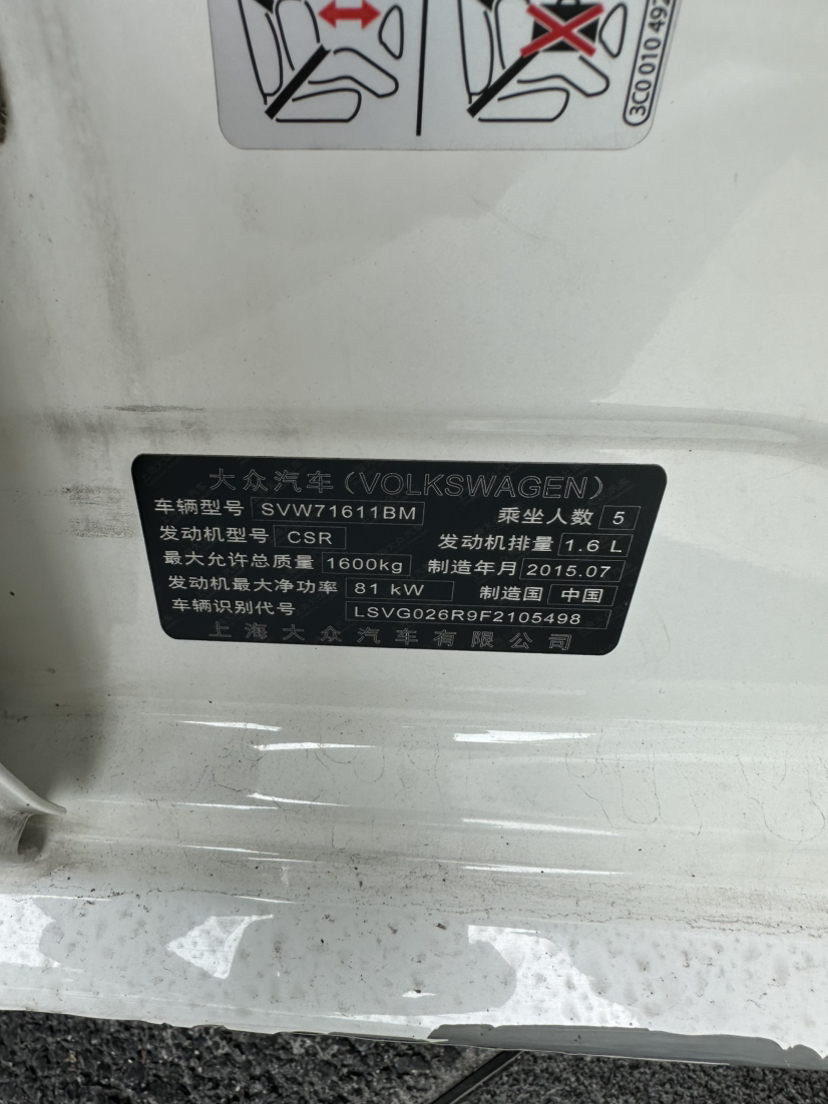 3C0 010 492
大众汽车(VOLKSWAGEN)
车辆型号 SVW71611BM 乘坐人数 5
发动机型号 CSR 发动机排量 1.6 L
最大允许总质量 1600kg 制造年月 2015.07
发动机最大净功率 81 kW 制造国 中国
车辆识别代号 LSVG026R9F2105498
上海大众汽车有限公司